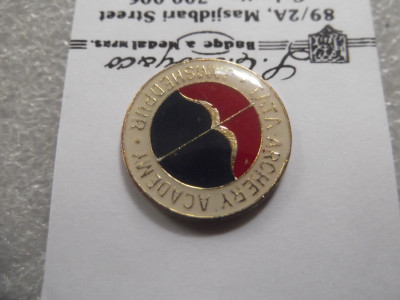 TATA ARCHERY ACADEMY • JAMSHEDPUR •
Badge & Medal
89/2A, Masjidbari Street